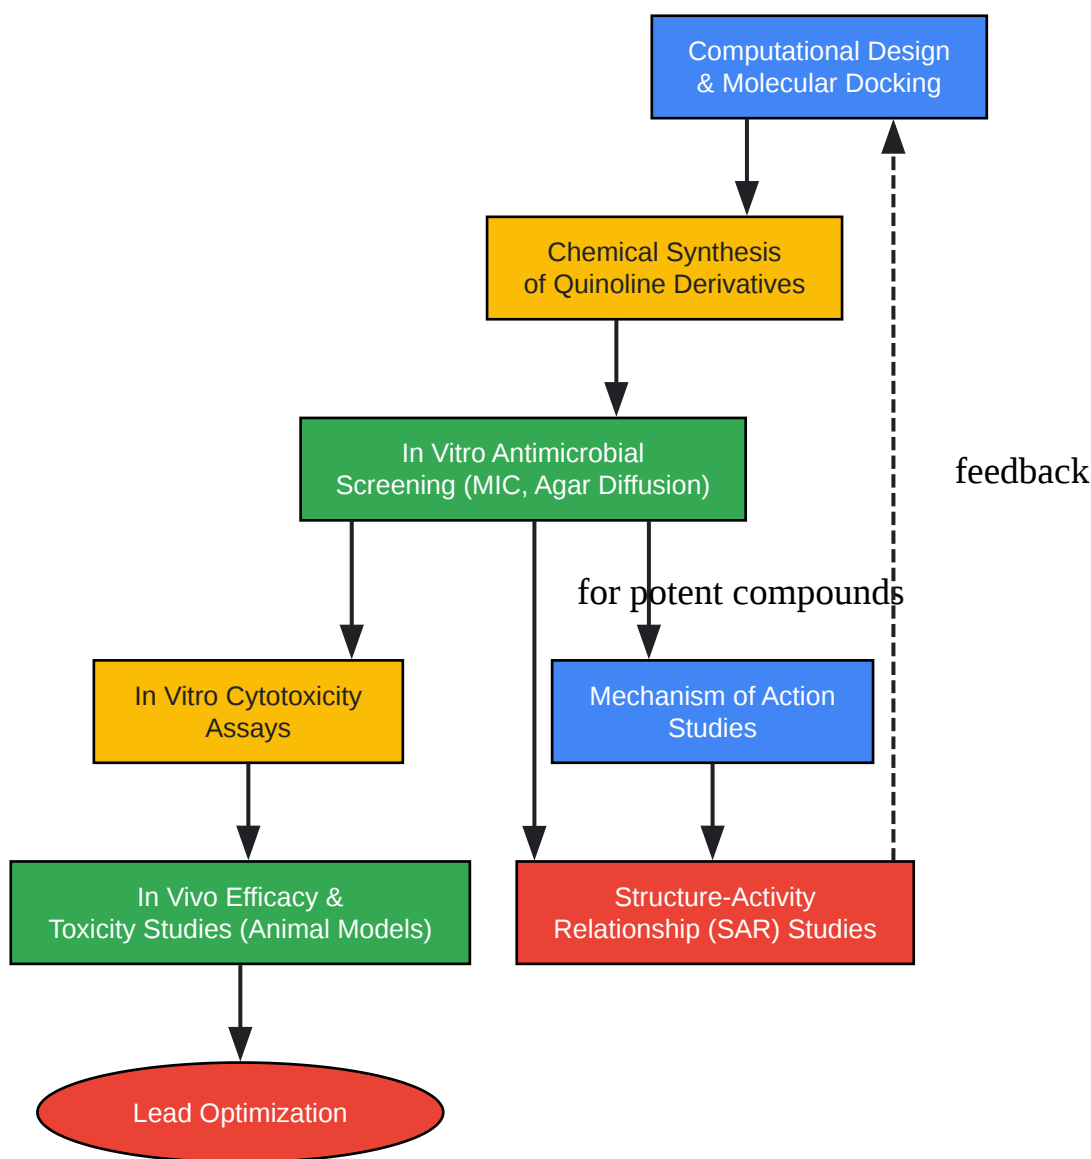 Computational Design
& Molecular Docking
Chemical Synthesis
of Quinoline Derivatives
In Vitro Antimicrobial
Screening (MIC, Agar Diffusion)
feedback
for potent compounds
In Vitro Cytotoxicity
Assays
Mechanism of Action
Studies
In Vivo Efficacy &
Toxicity Studies (Animal Models)
Structure-Activity
Relationship (SAR) Studies
Lead Optimization